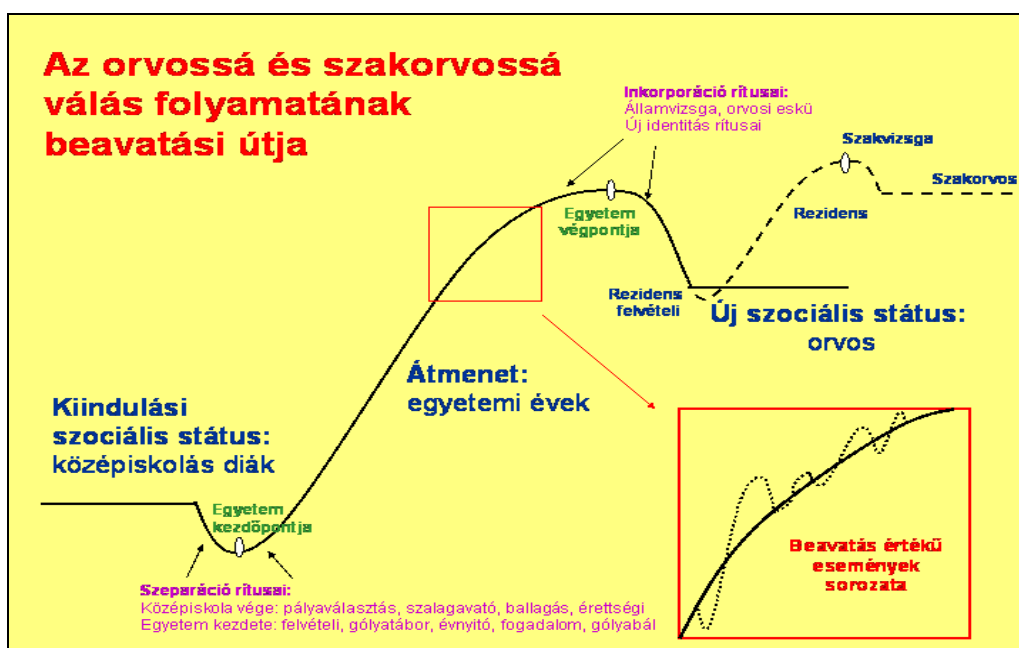 Az orvossá és szakorvossá
válás folyamatának
beavatási útja
Inkorporáció rítusai:
Államvizsga, orvosi eskü
Új identitás rítusai
Szakvizsga
Szakorvos
Rezidens
Egyetem
végpontja
Rezidens
felvételi
Új szociális státus:
orvos
Átmenet:
egyetemi évek
Kiindulási
szociális státus:
középiskolás diák
Egyetem
kezdőpontja
Szeparáció rítusai:
Középiskola vége: pályaválasztás, szalagavató, ballagás, érettségi
Egyetem kezdete: felvételi, gólyatábor, évnyitó, fogadalom, gólyabál
Beavatás értékű
események
sorozata